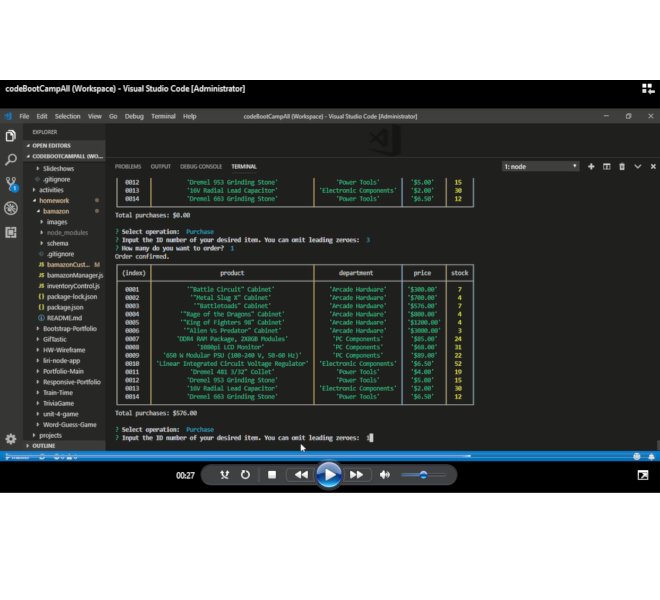 codeBootCampAll (Workspace) - Visual Studio Code [Administrator]
File Edit Selection View Go Debug Terminal Help
codeBootCampAll (Workspace) - Visual Studio Code [Administrator]
EXPLORER
OPEN EDITORS
CODEBOOTCAMPALL (WO...
Slideshows
.gitignore
activities
homework
bamazon
images
node_modules
schema
.gitignore
JS bamazonCust... M
JS bamazonManager.js
JS inventoryControl.js
{} package-lock.json
{} package.json
README.md
Bootstrap-Portfolio
GifTastic
HW-Wireframe
liri-node-app
Portfolio-Main
Responsive-Portfolio
Train-Time
TriviaGame
unit-4-game
Word-Guess-Game
projects
OUTLINE
PROBLEMS OUTPUT DEBUG CONSOLE TERMINAL
1: node
0012 'Dremel 953 Grinding Stone' 'Power Tools' '$5.00' 15
0013 '16V Radial Lead Capacitor' 'Electronic Components' '$2.00' 30
0014 'Dremel 663 Grinding Stone' 'Power Tools' '$6.50' 12
Total purchases: $0.00
? Select operation: Purchase
? Input the ID number of your desired item. You can omit leading zeroes: 3
? How many do you want to order? 1
Order confirmed.
(index) product department price stock
0001 '"Battle Circuit" Cabinet' 'Arcade Hardware' '$300.00' 7
0002 '"Metal Slug X" Cabinet' 'Arcade Hardware' '$700.00' 4
0003 '"Battletoads" Cabinet' 'Arcade Hardware' '$576.00' 7
0004 '"Rage of the Dragons" Cabinet' 'Arcade Hardware' '$800.00' 4
0005 '"King of Fighters 98" Cabinet' 'Arcade Hardware' '$1200.00' 4
0006 '"Alien Vs Predator" Cabinet' 'Arcade Hardware' '$3000.00' 3
0007 'DDR4 RAM Package, 2X8GB Modules' 'PC Components' '$85.00' 24
0008 '1080pi LCD Monitor' 'PC Components' '$68.00' 31
0009 '850 W Modular PSU (100-240 V, 50-60 Hz)' 'PC Components' '$89.00' 22
0010 'Linear Integrated Circuit Voltage Regulator' 'Electronic Components' '$6.50' 52
0011 'Dremel 481 3/32" Collet' 'Power Tools' '$4.00' 19
0012 'Dremel 953 Grinding Stone' 'Power Tools' '$5.00' 15
0013 '16V Radial Lead Capacitor' 'Electronic Components' '$2.00' 30
0014 'Dremel 663 Grinding Stone' 'Power Tools' '$6.50' 12
Total purchases: $576.00
? Select operation: Purchase
? Input the ID number of your desired item. You can omit leading zeroes: 1
00:27